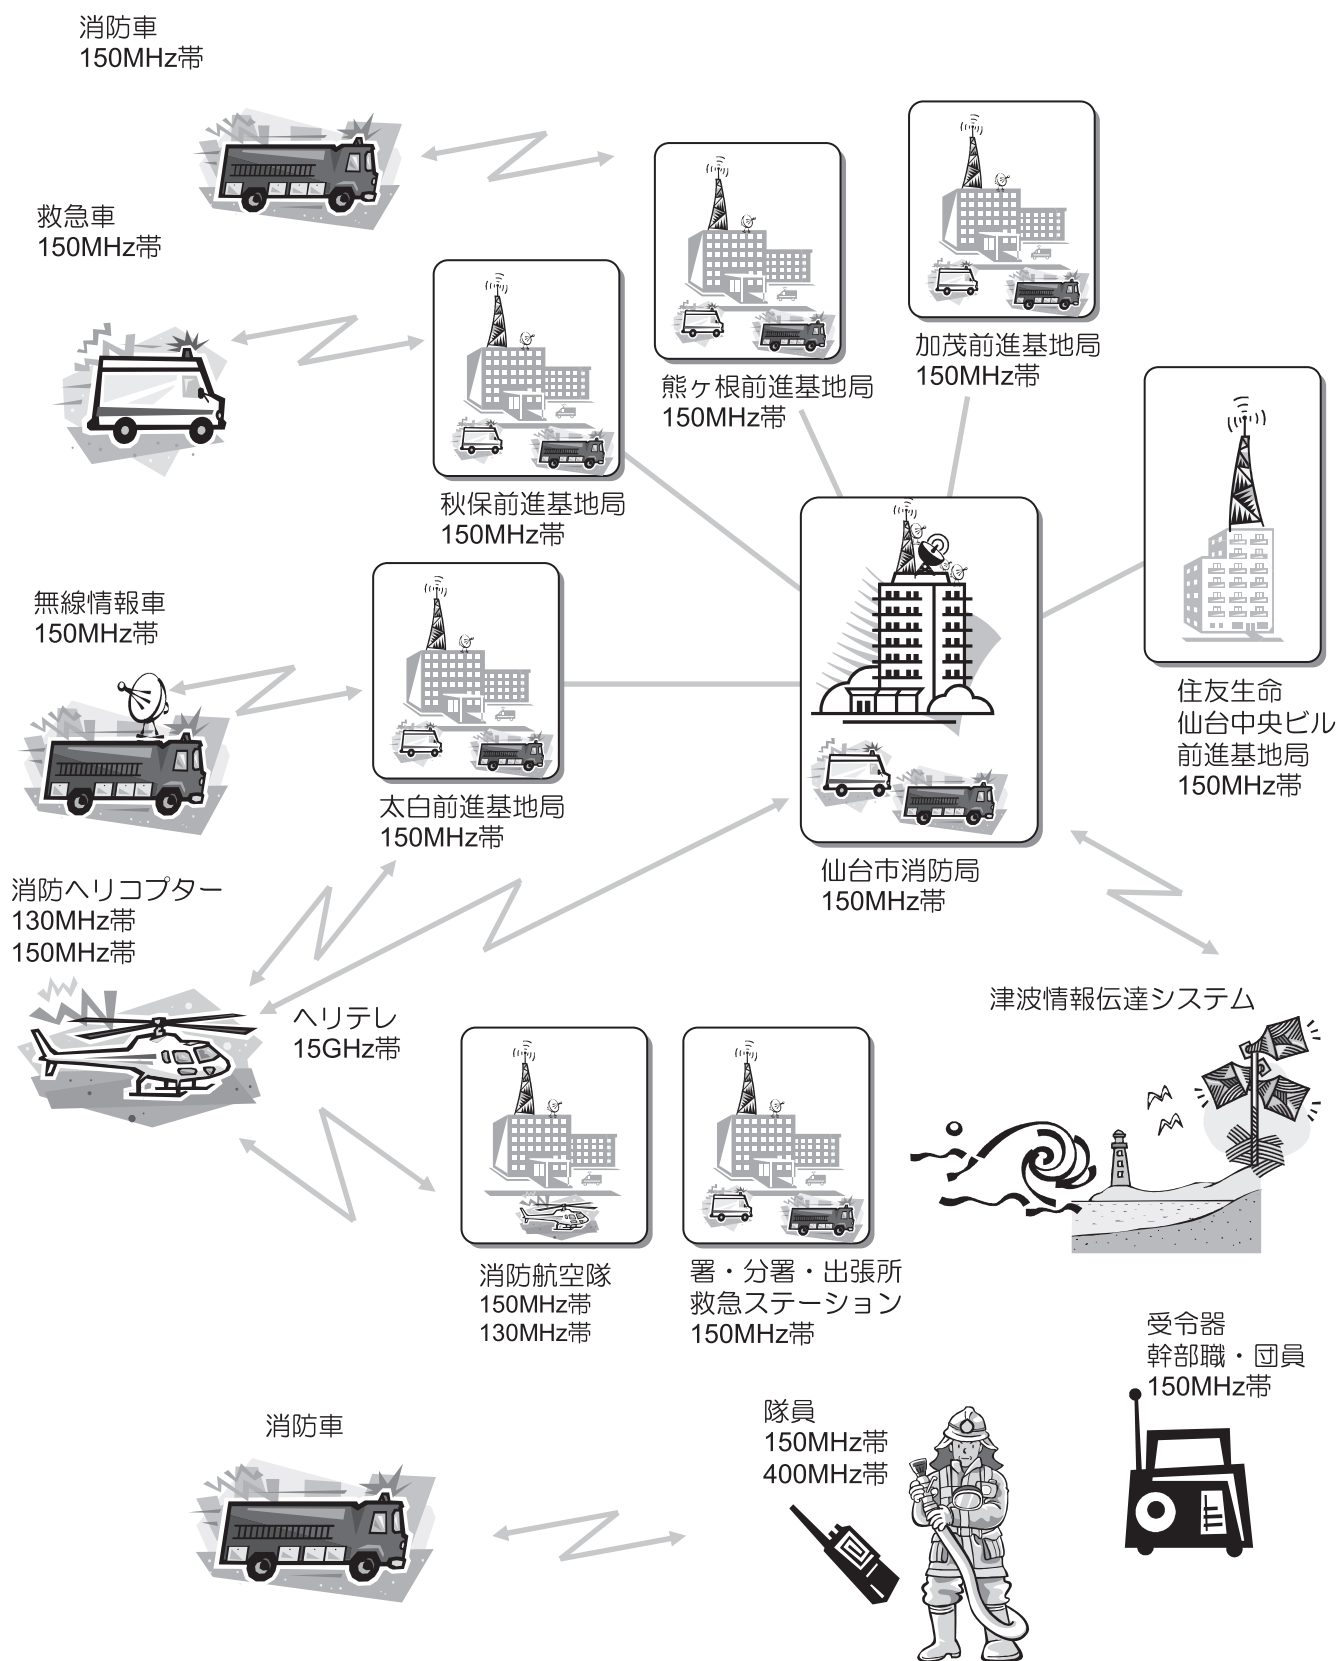 消防車
150MHz帯
救急車
150MHz帯
加茂前進基地局
150MHz帯
熊ヶ根前進基地局
150MHz帯
秋保前進基地局
150MHz帯
無線情報車
150MHz帯
住友生命
仙台中央ビル
前進基地局
150MHz帯
太白前進基地局
150MHz帯
仙台市消防局
150MHz帯
消防ヘリコプター
130MHz帯
150MHz帯
ヘリテレ
15GHz帯
津波情報伝達システム
消防航空隊
150MHz帯
130MHz帯
署・分署・出張所
救急ステーション
150MHz帯
受令器
幹部職・団員
150MHz帯
消防車
隊員
150MHz帯
400MHz帯